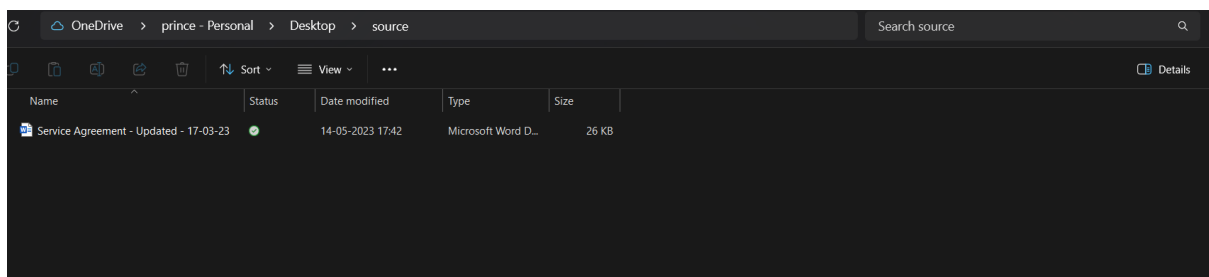 OneDrive > prince - Personal > Desktop > source Search source
Sort View ... Details
Name Status Date modified Type Size
Service Agreement - Updated - 17-03-23 14-05-2023 17:42 Microsoft Word D... 26 KB